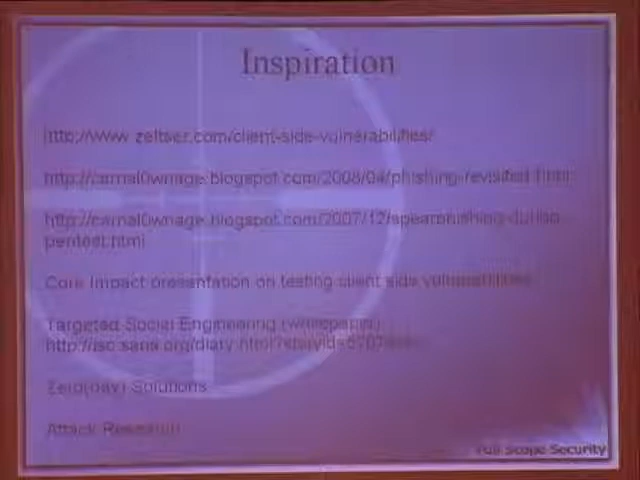 Inspiration
http://www.zeltser.com/client-side-vulnerabilities/
http://carnal0wnage.blogspot.com/2008/04/phishing-revisited.html
http://carnal0wnage.blogspot.com/2007/12/spearphishing-during-
pentest.html
Core Impact presentation on testing client side vulnerabilities
Targeted Social Engineering (whitepaper)
http://isc.sans.org/diary.html?storyid=
Zero(day) Solutions
Attack Research
Full Scope Security